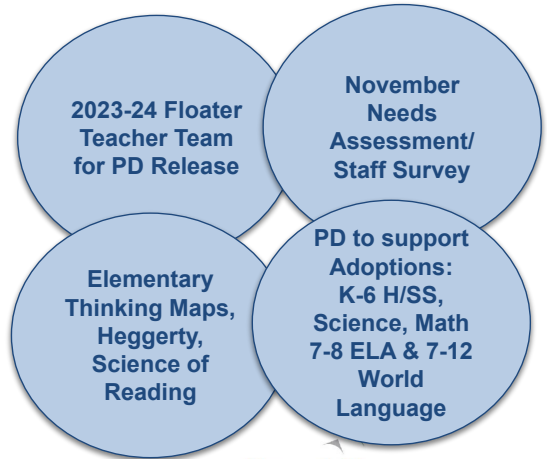 2023-24 Floater
Teacher Team
for PD Release
November
Needs
Assessment/
Staff Survey
Elementary
Thinking Maps,
Heggerty,
Science of
Reading
PD to support
Adoptions:
K-6 H/SS,
Science, Math
7-8 ELA & 7-12
World
Language